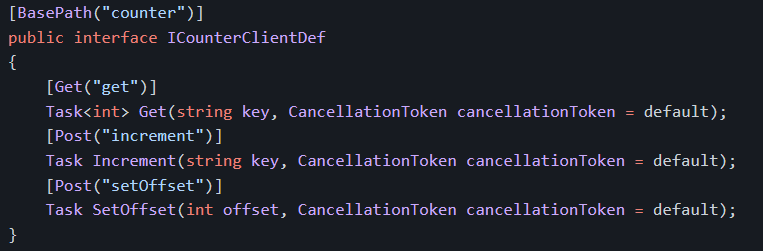 [BasePath("counter")]
public interface ICounterClientDef
{
    [Get("get")]
    Task<int> Get(string key, CancellationToken cancellationToken = default);
    [Post("increment")]
    Task Increment(string key, CancellationToken cancellationToken = default);
    [Post("setOffset")]
    Task SetOffset(int offset, CancellationToken cancellationToken = default);
}